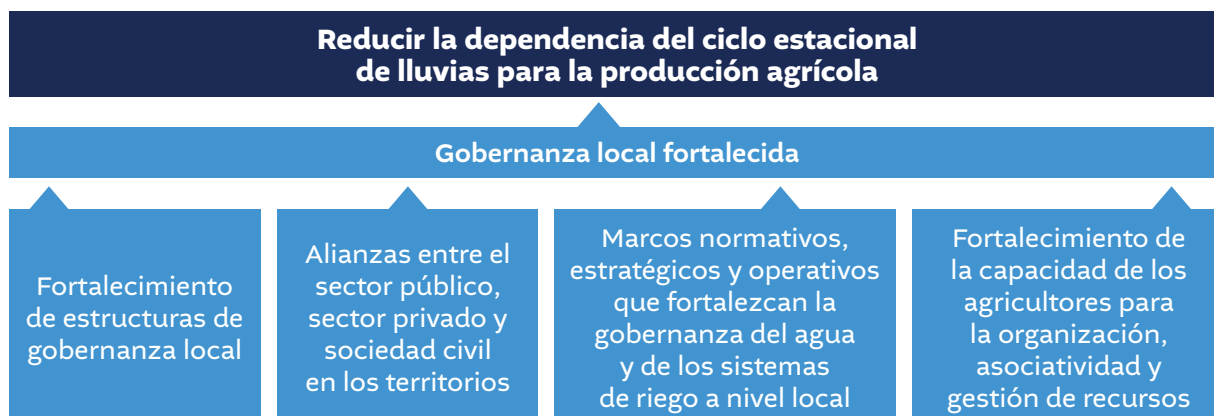 Reducir la dependencia del ciclo estacional
de lluvias para la producción agrícola
Gobernanza local fortalecida
Fortalecimiento
de estructuras de
gobernanza local
Alianzas entre el
sector público,
sector privado y
sociedad civil
en los territorios
Marcos normativos,
estratégicos y operativos
que fortalezcan la
gobernanza del agua
y de los sistemas
de riego a nivel local
Fortalecimiento de
la capacidad de los
agricultores para
la organización,
asociatividad y
gestión de recursos